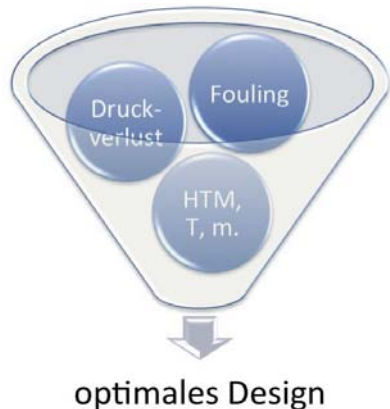 Druck-
verlust
Fouling
HTM,
T, m.
optimales Design